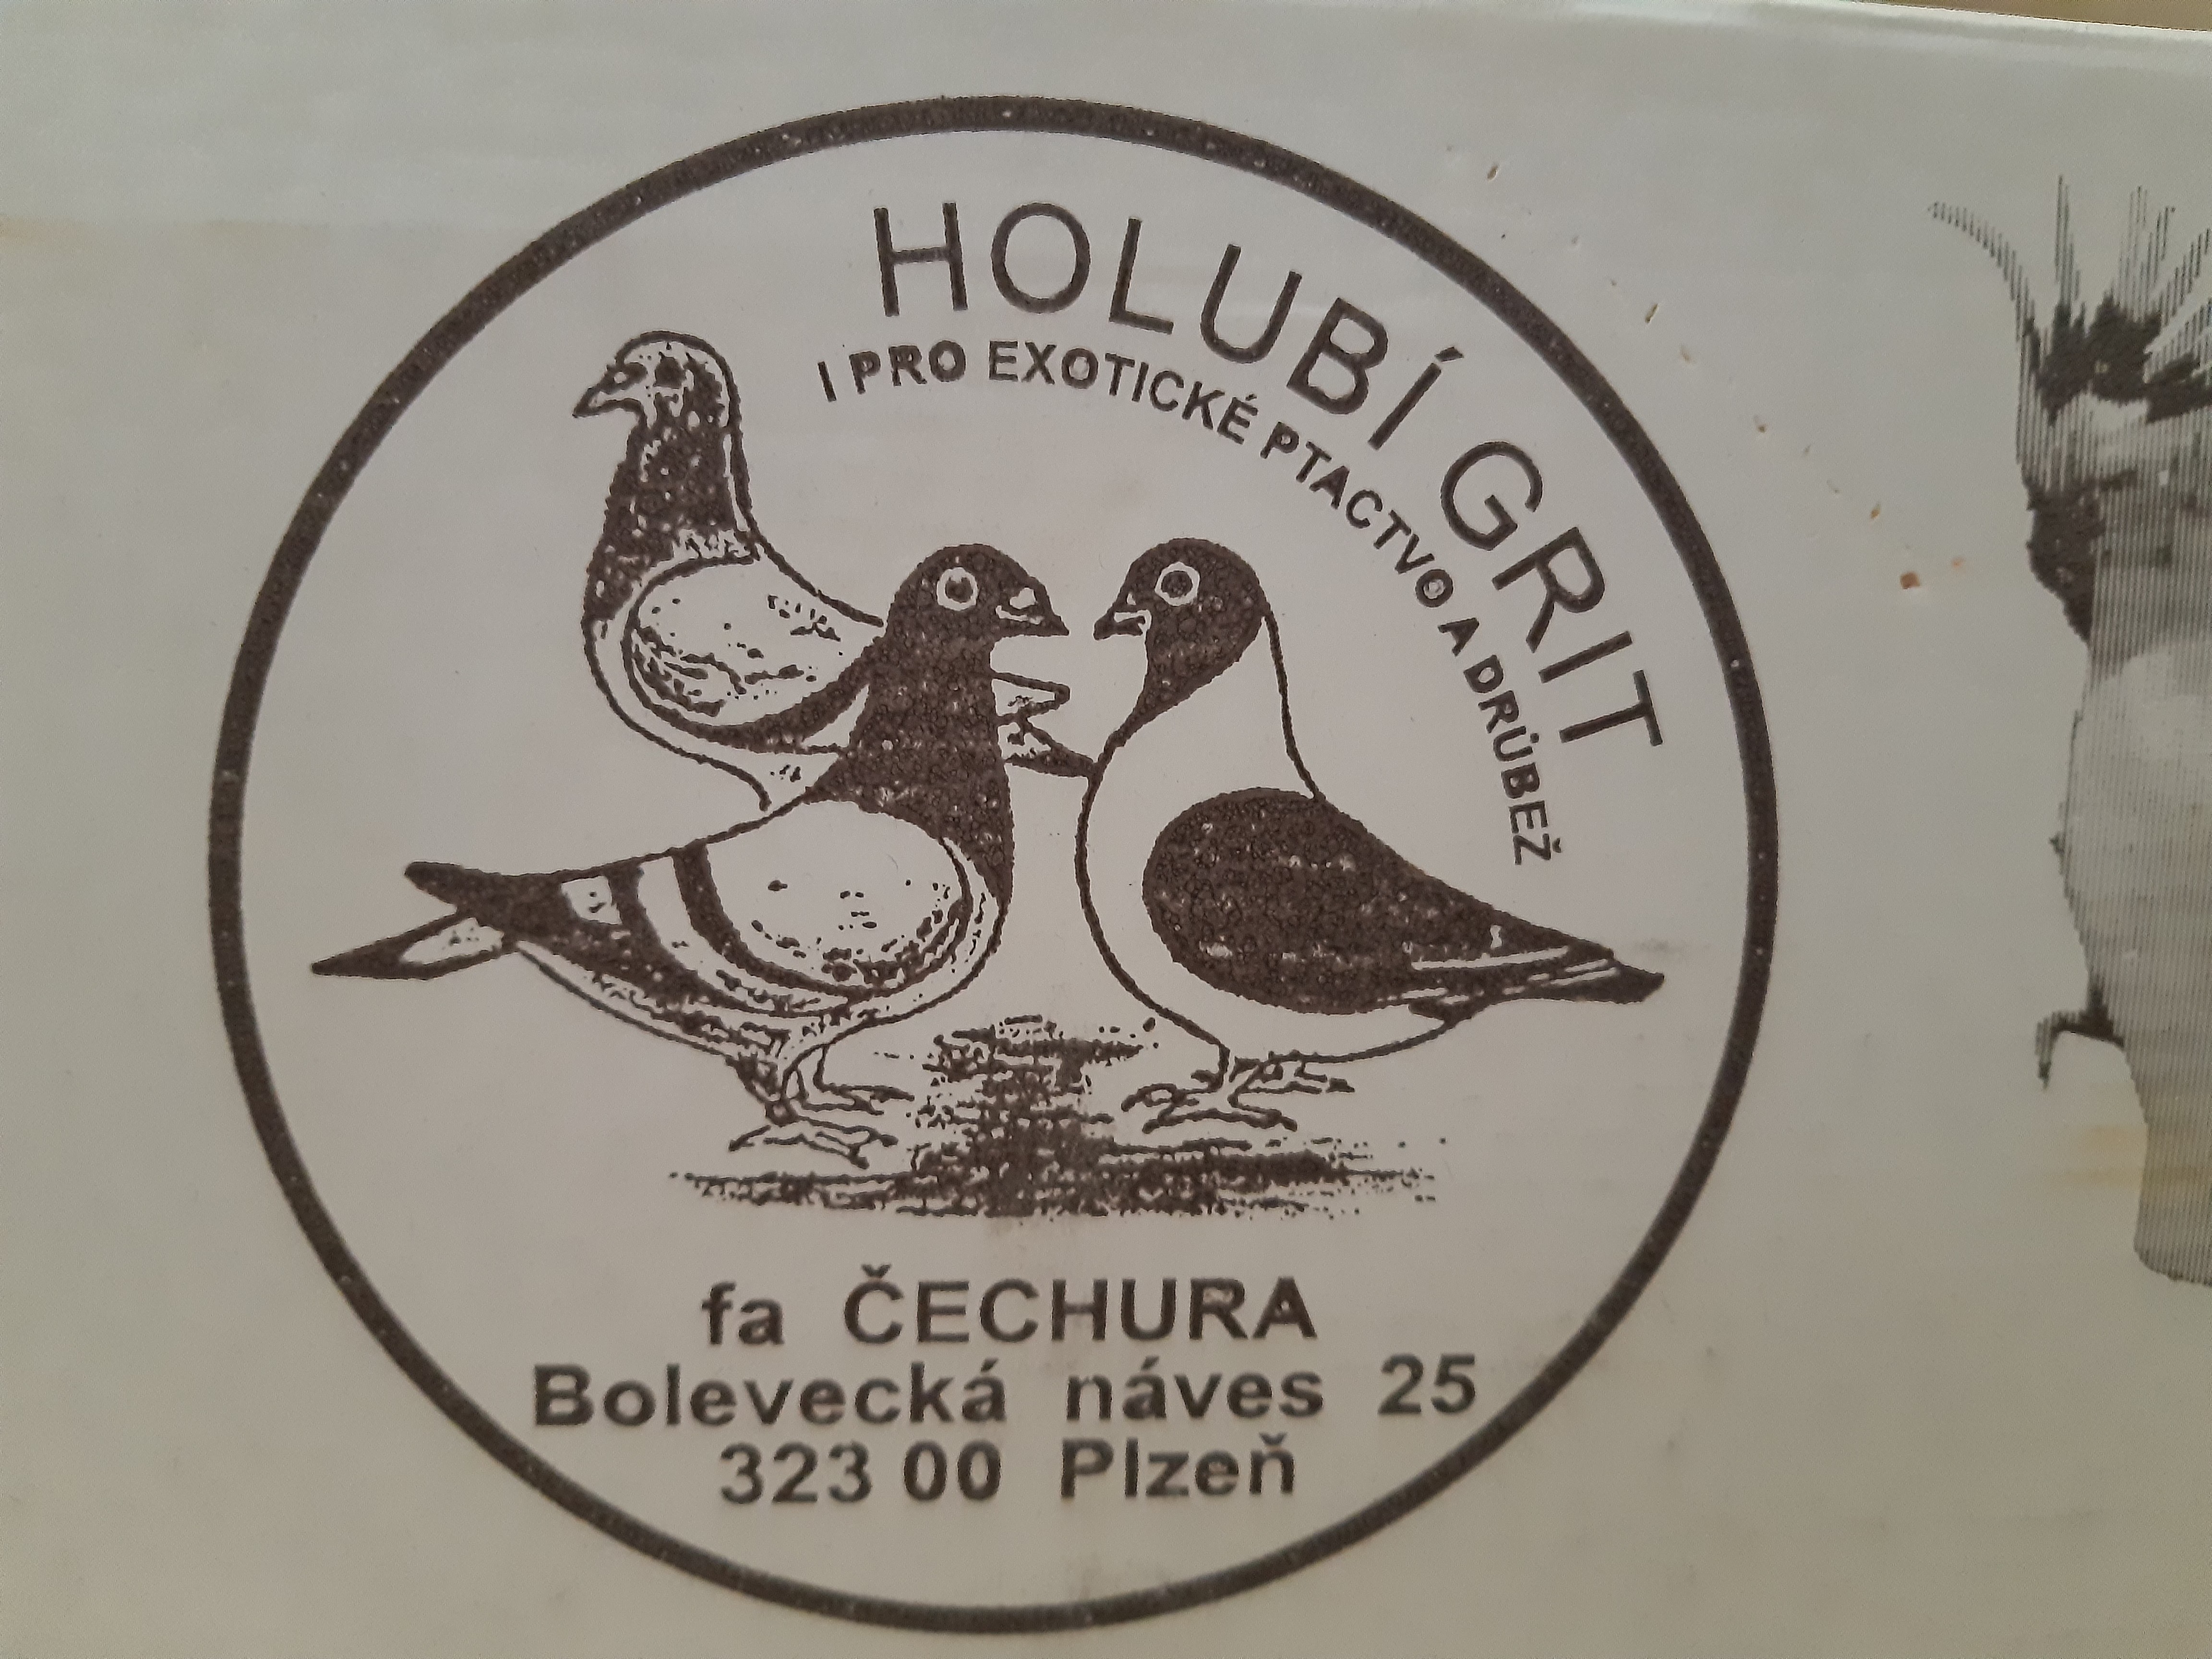 HOLUBÍ GRIT
I PRO EXOTICKÉ PTACTVO A DRŮBEŽ
fa ČECHURA
Bolevecká náves 25
323 00 Plzeň